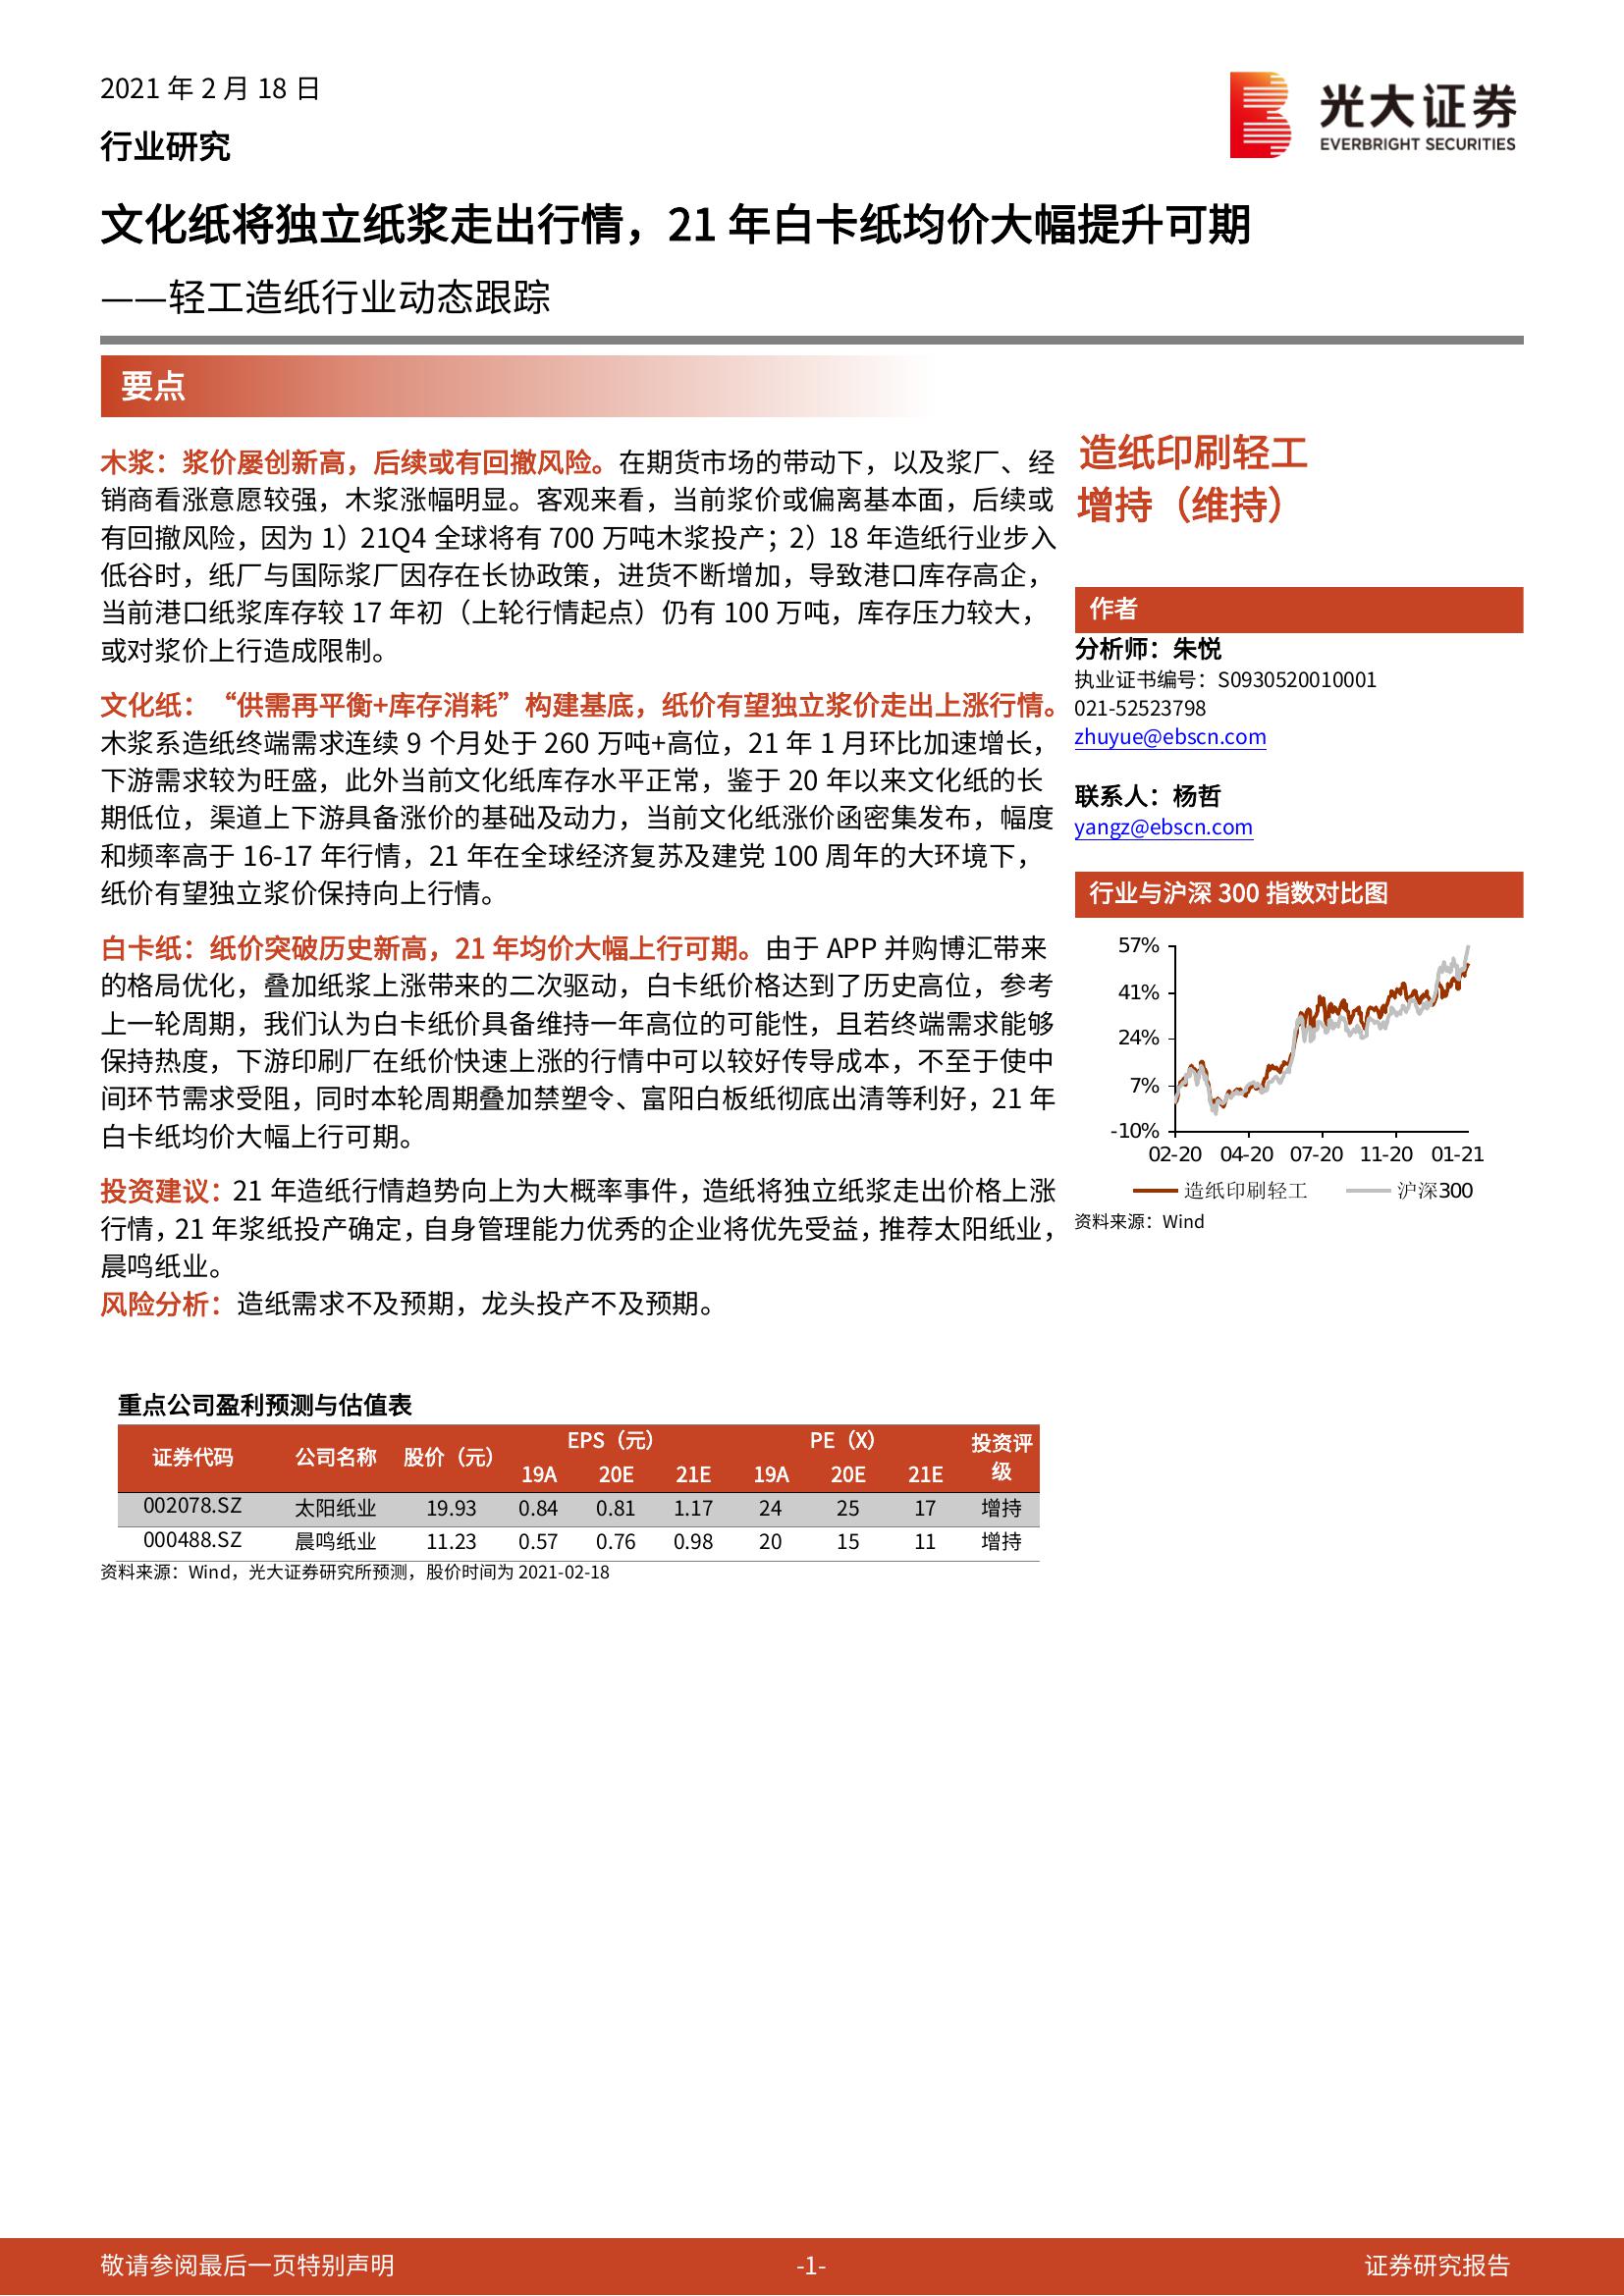 2021 年 2 月 18 日
光大证券
EVERBRIGHT SECURITIES
行业研究
文化纸将独立纸浆走出行情，21 年白卡纸均价大幅提升可期
——轻工造纸行业动态跟踪
要点
木浆：浆价屡创新高，后续或有回撤风险。在期货市场的带动下，以及浆厂、经
销商看涨意愿较强，木浆涨幅明显。客观来看，当前浆价或偏离基本面，后续或
有回撤风险，因为 1）21Q4 全球将有 700 万吨木浆投产；2）18 年造纸行业步入
低谷时，纸厂与国际浆厂因存在长协政策，进货不断增加，导致港口库存高企，
当前港口纸浆库存较 17 年初（上轮行情起点）仍有 100 万吨，库存压力较大，
或对浆价上行造成限制。
文化纸：“供需再平衡+库存消耗”构建基底，纸价有望独立浆价走出上涨行情。
木浆系造纸终端需求连续 9 个月处于 260 万吨+高位，21 年 1 月环比加速增长，
下游需求较为旺盛，此外当前文化纸库存水平正常，鉴于 20 年以来文化纸的长
期低位，渠道上下游具备涨价的基础及动力，当前文化纸涨价函密集发布，幅度
和频率高于 16-17 年行情，21 年在全球经济复苏及建党 100 周年的大环境下，
纸价有望独立浆价保持向上行情。
白卡纸：纸价突破历史新高，21 年均价大幅上行可期。由于 APP 并购博汇带来
的格局优化，叠加纸浆上涨带来的二次驱动，白卡纸价格达到了历史高位，参考
上一轮周期，我们认为白卡纸价具备维持一年高位的可能性，且若终端需求能够
保持热度，下游印刷厂在纸价快速上涨的行情中可以较好传导成本，不至于使中
间环节需求受阻，同时本轮周期叠加禁塑令、富阳白板纸彻底出清等利好，21 年
白卡纸均价大幅上行可期。
投资建议：21 年造纸行情趋势向上为大概率事件，造纸将独立纸浆走出价格上涨
行情，21 年浆纸投产确定，自身管理能力优秀的企业将优先受益，推荐太阳纸业，
晨鸣纸业。
风险分析：造纸需求不及预期，龙头投产不及预期。
重点公司盈利预测与估值表
证券代码 公司名称 股价（元） EPS（元） PE（X） 投资评级
19A 20E 21E 19A 20E 21E
002078.SZ 太阳纸业 19.93 0.84 0.81 1.17 24 25 17 增持
000488.SZ 晨鸣纸业 11.23 0.57 0.76 0.98 20 15 11 增持
资料来源：Wind，光大证券研究所预测，股价时间为 2021-02-18
造纸印刷轻工
增持（维持）
作者
分析师：朱悦
执业证书编号：S0930520010001
021-52523798
zhuyue@ebscn.com
联系人：杨哲
yangz@ebscn.com
行业与沪深 300 指数对比图
57%
41%
24%
7%
-10%
02-20 04-20 07-20 11-20 01-21
造纸印刷轻工 沪深300
资料来源：Wind
敬请参阅最后一页特别声明 -1- 证券研究报告